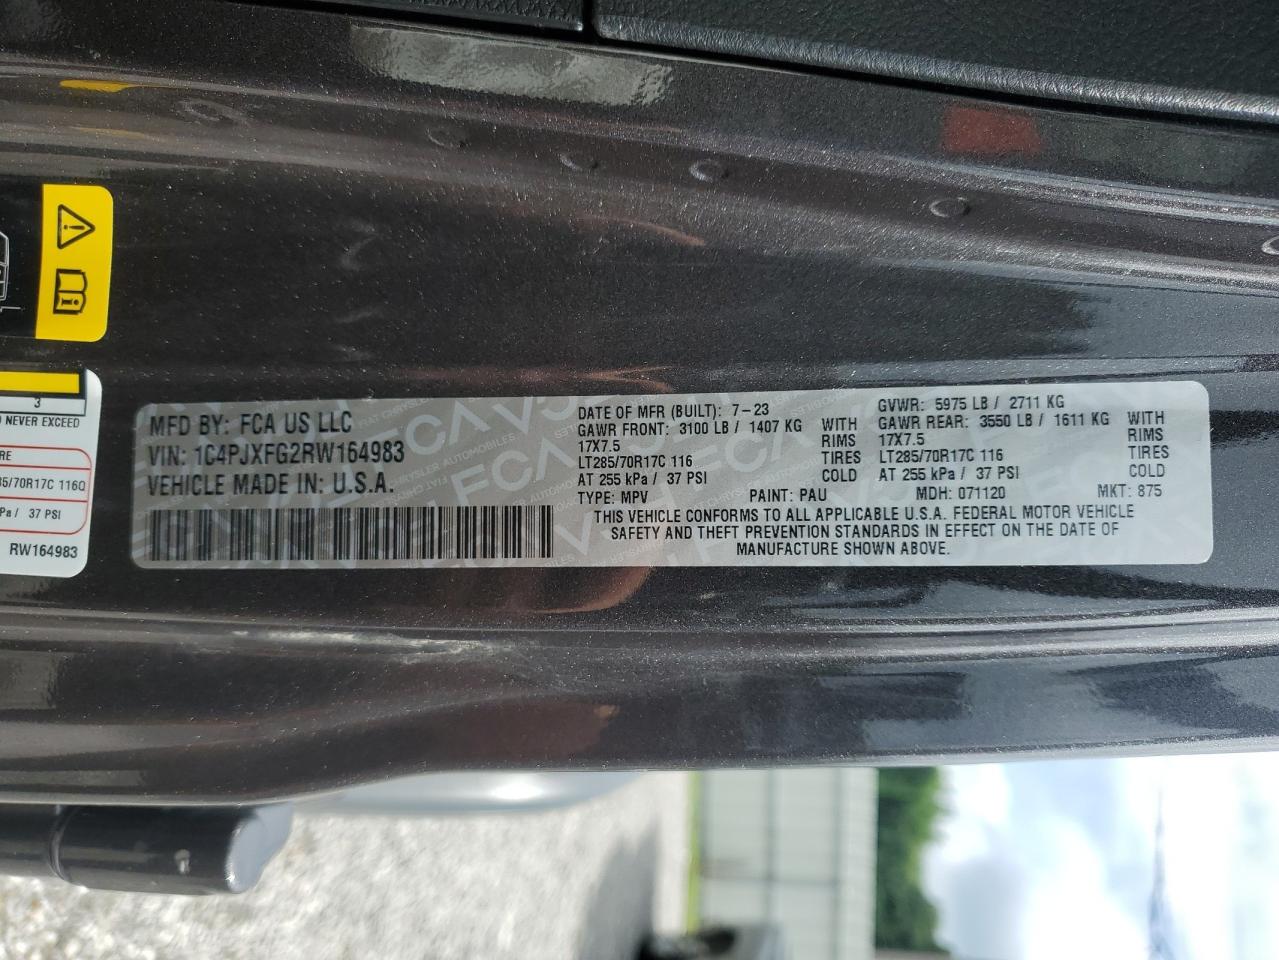 MFD BY: FCA US LLC
VIN: 1C4PJXFG2RW164983
VEHICLE MADE IN: U.S.A.
DATE OF MFR (BUILT): 7-23
GAWR FRONT: 3100 LB / 1407 KG WITH
17X7.5 RIMS
LT285/70R17C 116 TIRES
AT 255 kPa / 37 PSI COLD
GVWR: 5975 LB / 2711 KG
GAWR REAR: 3550 LB / 1611 KG WITH
17X7.5 RIMS
LT285/70R17C 116 TIRES
AT 255 kPa / 37 PSI COLD
TYPE: MPV PAINT: PAU MDH: 071120 MKT: 875
THIS VEHICLE CONFORMS TO ALL APPLICABLE U.S.A. FEDERAL MOTOR VEHICLE
SAFETY AND THEFT PREVENTION STANDARDS IN EFFECT ON THE DATE OF
MANUFACTURE SHOWN ABOVE.
3
NEVER EXCEED
/70R17C 116Q
/ 37 PSI
RW164983